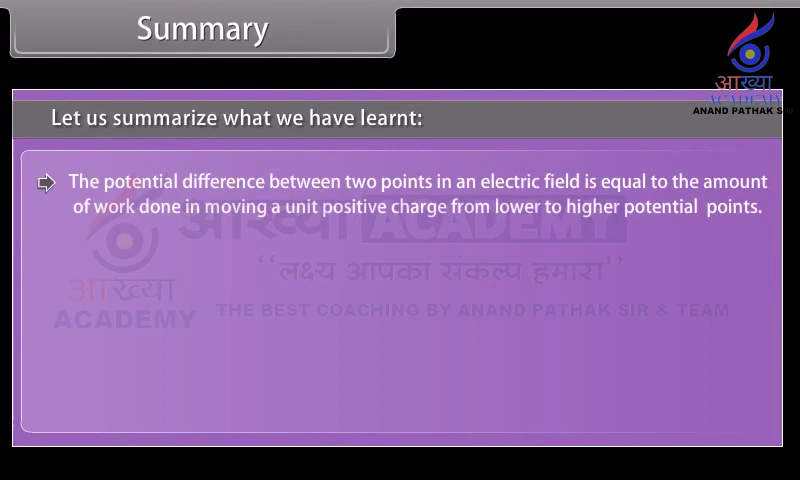 Summary
आख्या
ACADEMY
ANAND PATHAK SIR
Let us summarize what we have learnt:
The potential difference between two points in an electric field is equal to the amount
of work done in moving a unit positive charge from lower to higher potential points.
आख्या ACADEMY
“लक्ष्य आपका संकल्प हमारा”
आख्या
ACADEMY
THE BEST COACHING BY ANAND PATHAK SIR & TEAM